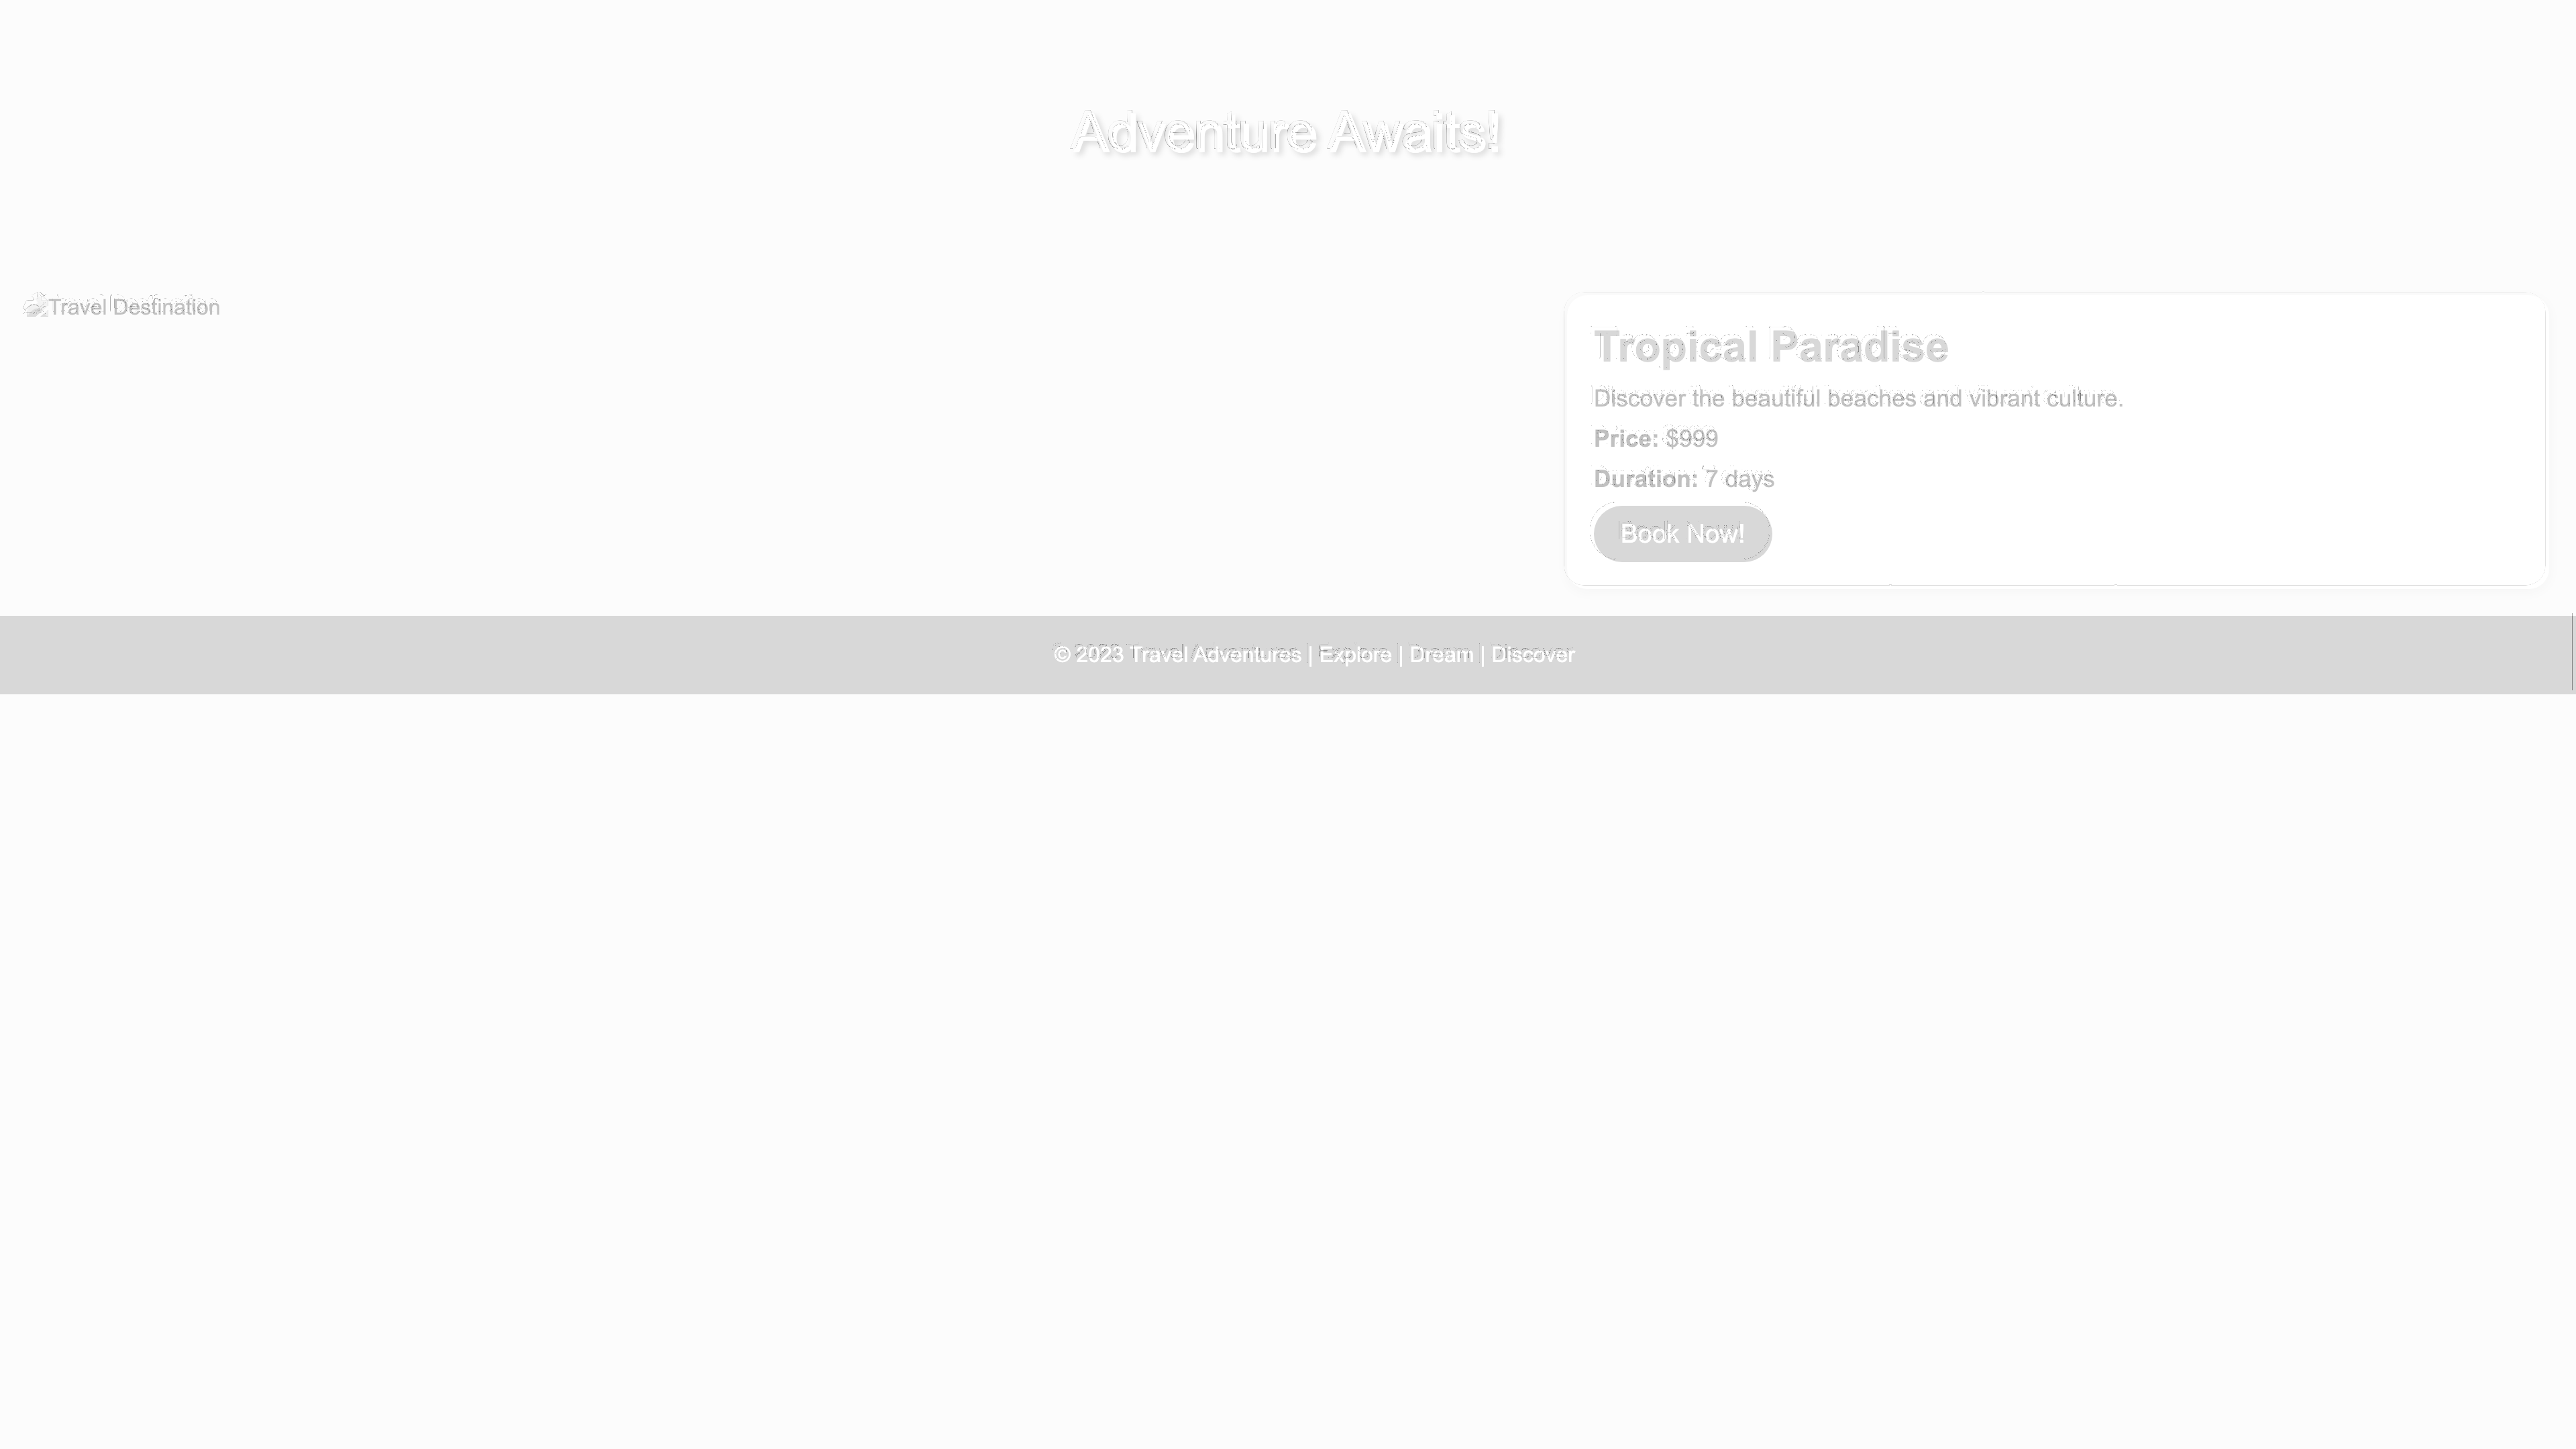 Adventure Awaits!
Travel Destination
Tropical Paradise
Discover the beautiful beaches and vibrant culture.
Price: $999
Duration: 7 days
Book Now!
© 2023 Travel Adventures | Explore | Dream | Discover